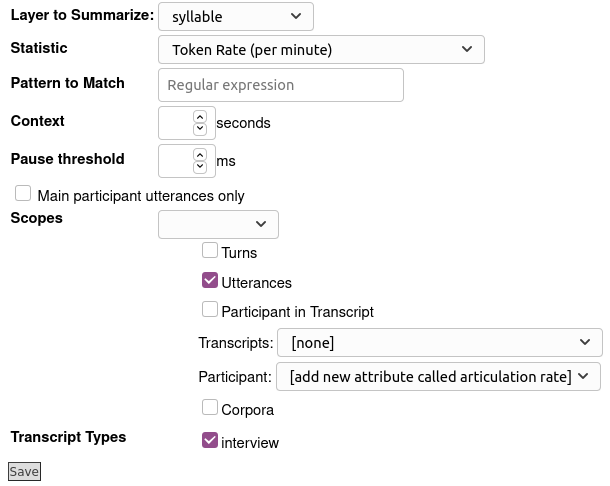 Layer to Summarize: syllable
Statistic Token Rate (per minute)
Pattern to Match Regular expression
Context seconds
Pause threshold ms
Main participant utterances only
Scopes
Turns
Utterances
Participant in Transcript
Transcripts: [none]
Participant: [add new attribute called articulation rate]
Corpora
Transcript Types interview
Save